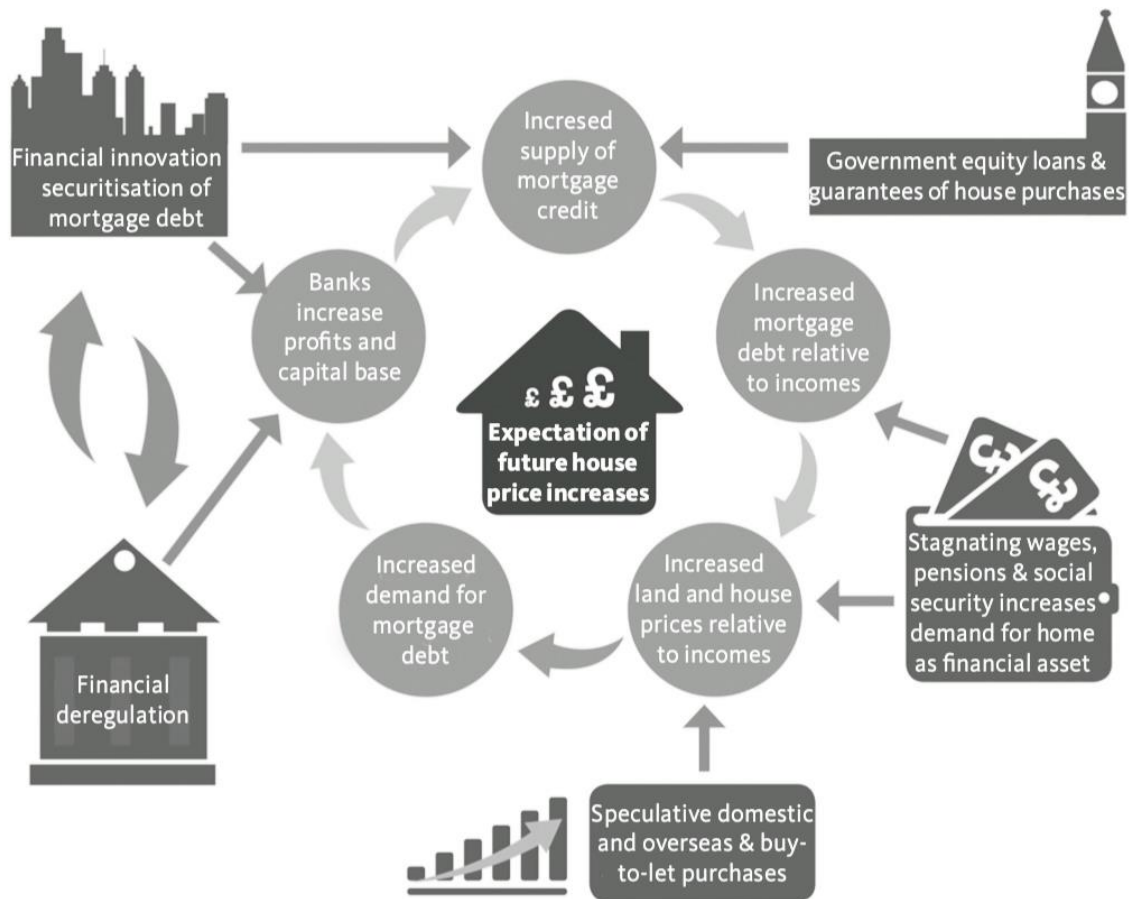 Financial innovation
securitisation of
mortgage debt
Incresed
supply of
mortgage
credit
Government equity loans &
guarantees of house purchases
Banks
increase
profits and
capital base
Increased
mortgage
debt relative
to incomes
£ £ £
Expectation of
future house
price increases
££
Stagnating wages,
pensions & social
security increases
demand for home
as financial asset
Increased
land and house
prices relative
to incomes
Increased
demand for
mortgage
debt
Financial
deregulation
Speculative domestic
and overseas & buy-
to-let purchases